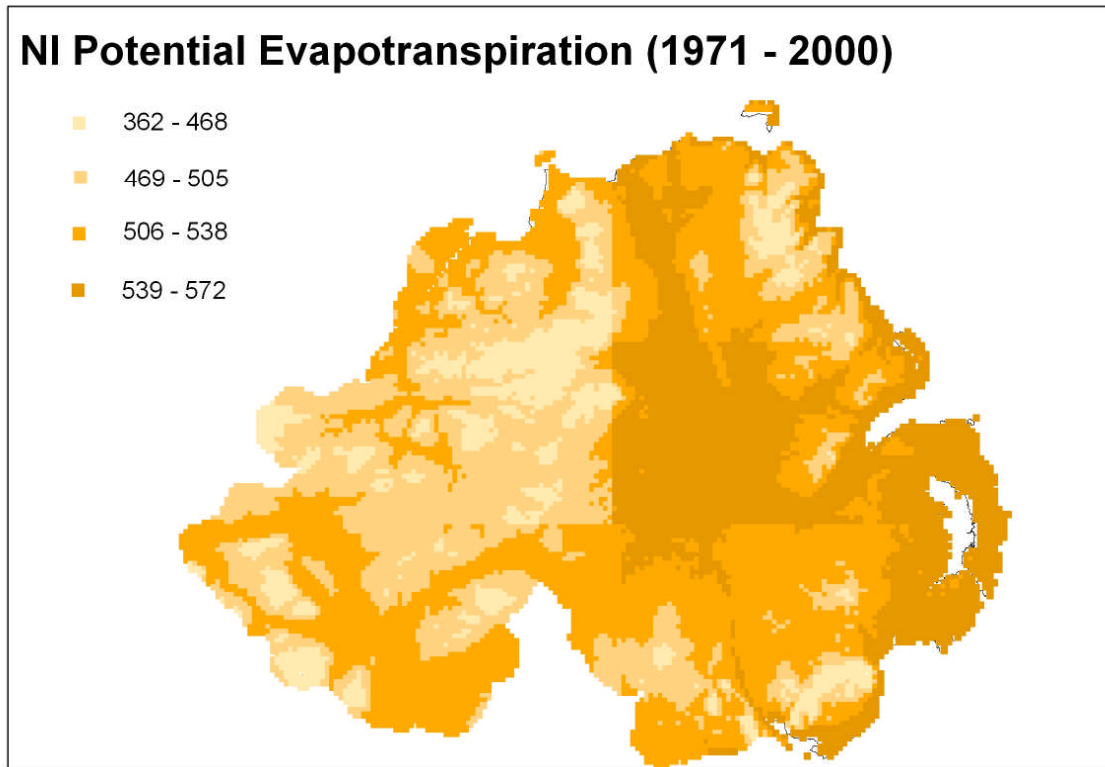 NI Potential Evapotranspiration (1971 - 2000)
362 - 468
469 - 505
506 - 538
539 - 572